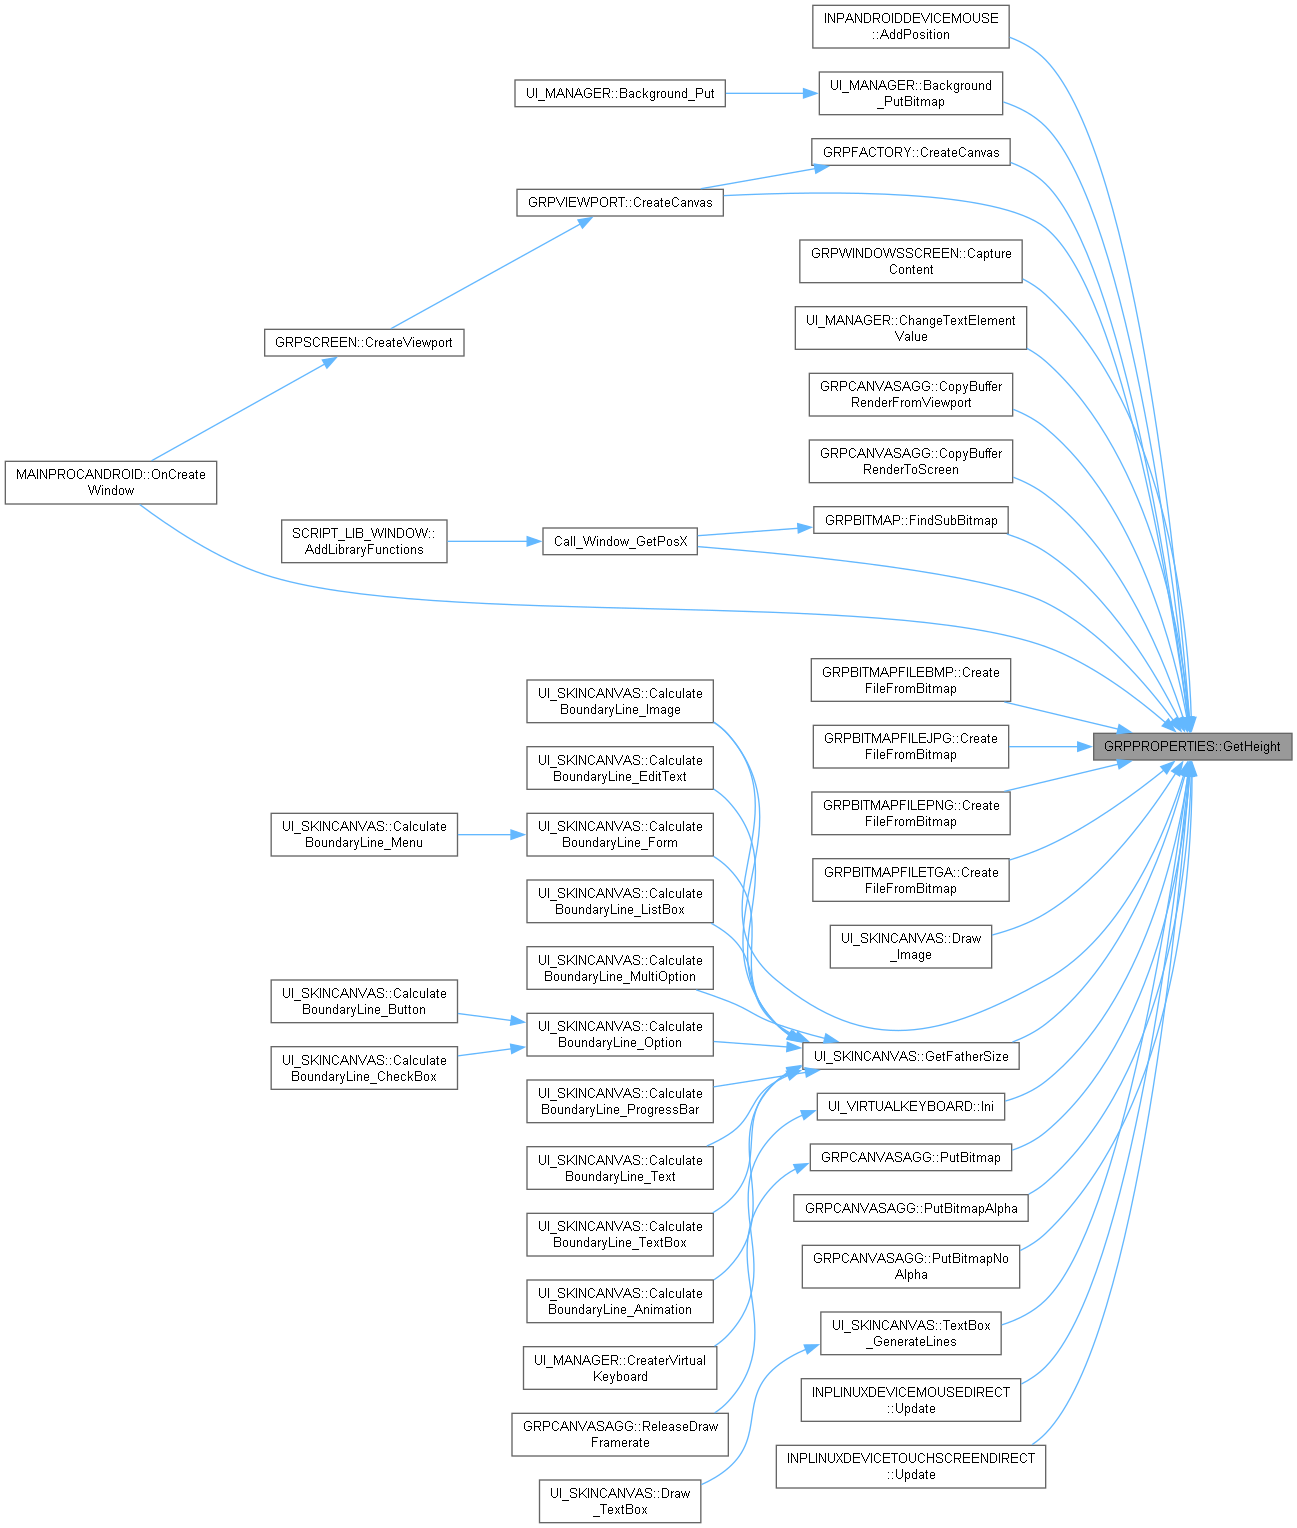 INPANDROIDDEVICEMOUSE
::AddPosition
UI_MANAGER::Background_Put
UI_MANAGER::Background
_PutBitmap
GRPFACTORY::CreateCanvas
GRPVIEWPORT::CreateCanvas
GRPWINDOWSSCREEN::Capture
Content
UI_MANAGER::ChangeTextElement
Value
GRPSCREEN::CreateViewport
GRPCANVASAGG::CopyBuffer
RenderFromViewport
GRPCANVASAGG::CopyBuffer
RenderToScreen
MAINPROCANDROID::OnCreate
Window
GRPBITMAP::FindSubBitmap
SCRIPT_LIB_WINDOW::
AddLibraryFunctions
Call_Window_GetPosX
GRPBITMAPFILEBMP::Create
FileFromBitmap
UI_SKINCANVAS::Calculate
BoundaryLine_Image
GRPBITMAPFILEJPG::Create
FileFromBitmap
GRPPROPERTIES::GetHeight
UI_SKINCANVAS::Calculate
BoundaryLine_EditText
GRPBITMAPFILEPNG::Create
FileFromBitmap
UI_SKINCANVAS::Calculate
BoundaryLine_Menu
UI_SKINCANVAS::Calculate
BoundaryLine_Form
GRPBITMAPFILETGA::Create
FileFromBitmap
UI_SKINCANVAS::Calculate
BoundaryLine_ListBox
UI_SKINCANVAS::Draw
_Image
UI_SKINCANVAS::Calculate
BoundaryLine_MultiOption
UI_SKINCANVAS::Calculate
BoundaryLine_Button
UI_SKINCANVAS::Calculate
BoundaryLine_Option
UI_SKINCANVAS::GetFatherSize
UI_SKINCANVAS::Calculate
BoundaryLine_CheckBox
UI_SKINCANVAS::Calculate
BoundaryLine_ProgressBar
UI_VIRTUALKEYBOARD::Ini
UI_SKINCANVAS::Calculate
BoundaryLine_Text
GRPCANVASAGG::PutBitmap
GRPCANVASAGG::PutBitmapAlpha
UI_SKINCANVAS::Calculate
BoundaryLine_TextBox
GRPCANVASAGG::PutBitmapNo
Alpha
UI_SKINCANVAS::Calculate
BoundaryLine_Animation
UI_SKINCANVAS::TextBox
_GenerateLines
UI_MANAGER::CreaterVirtual
Keyboard
INPLINUXDEVICEMOUSEDIRECT
::Update
GRPCANVASAGG::ReleaseDraw
Framerate
INPLINUXDEVICETOUCHSCREENDIRECT
::Update
UI_SKINCANVAS::Draw
_TextBox